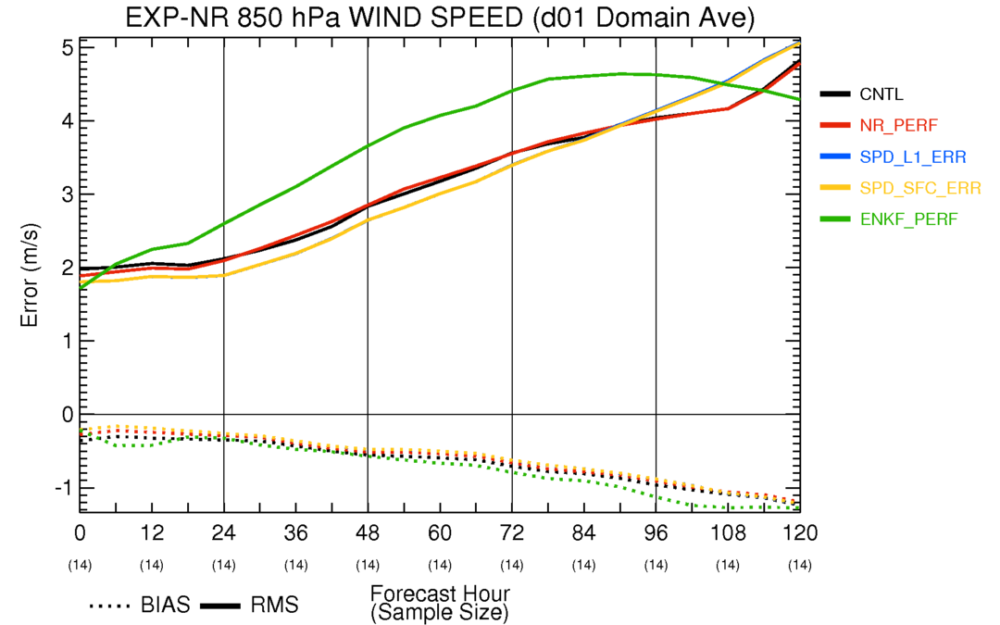 EXP-NR 850 hPa WIND SPEED (d01 Domain Ave)
5
4
3
2
1
0
-1
Error (m/s)
CNTL
NR_PERF
SPD_L1_ERR
SPD_SFC_ERR
ENKF_PERF
0 12 24 36 48 60 72 84 96 108 120
(14) (14) (14) (14) (14) (14) (14) (14) (14) (14) (14)
Forecast Hour
(Sample Size)
BIAS RMS